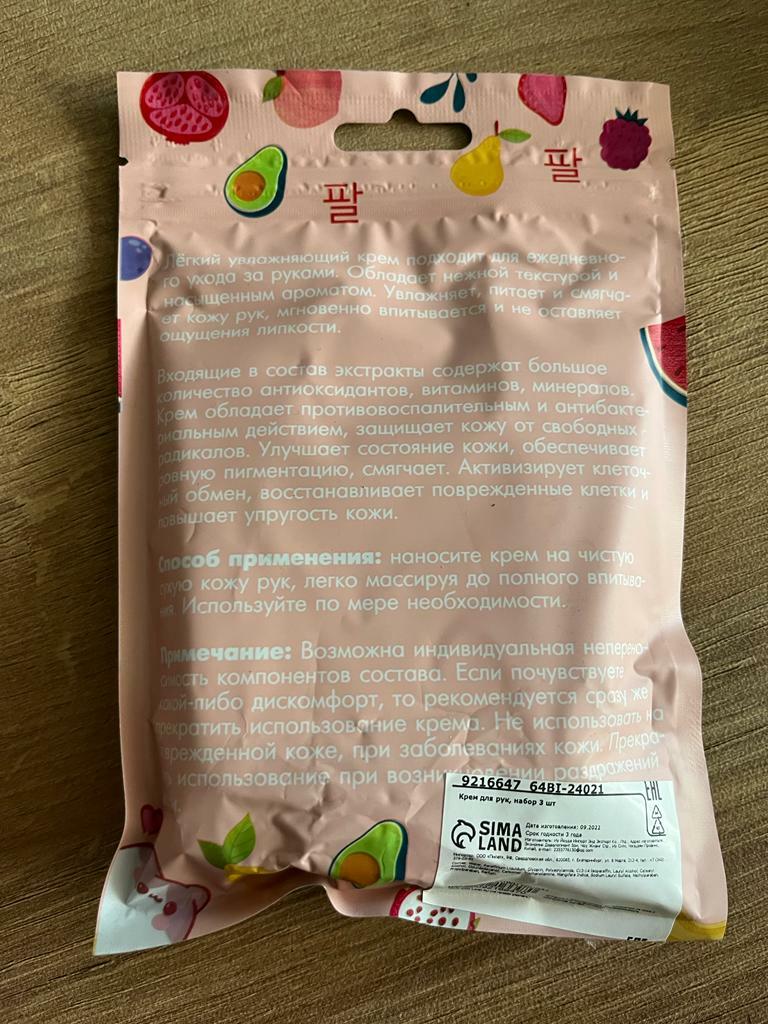 팔
팔
Лёгкий увлажняющий крем подходит для ежедневно-
го ухода за руками. Обладает нежной текстурой и
насыщенным ароматом. Увлажняет, питает и смягча-
ет кожу рук, мгновенно впитывается и не оставляет
ощущения липкости.
Входящие в состав экстракты содержат большое
количество антиоксидантов, витаминов, минералов.
Крем обладает противовоспалительным и антибакте-
риальным действием, защищает кожу от свободных
радикалов. Улучшает состояние кожи, обеспечивает
ровную пигментацию, смягчает. Активизирует клеточ-
ный обмен, восстанавливает поврежденные клетки и
повышает упругость кожи.
Способ применения: наносите крем на чистую
сухую кожу рук, легко массируя до полного впитыва-
ния. Используйте по мере необходимости.
Примечание: Возможна индивидуальная неперено-
симость компонентов состава. Если почувствуете
какой-либо дискомфорт, то рекомендуется сразу же
прекратить использование крема. Не использовать на
поврежденной коже, при заболеваниях кожи. Прекра-
использование при возникновении раздражений
9216647 64BI-24021
Крем для рук, набор 3 шт
EAC
SIMA
LAND
Дата изготовления: 09.2022
Срок годности 3 года